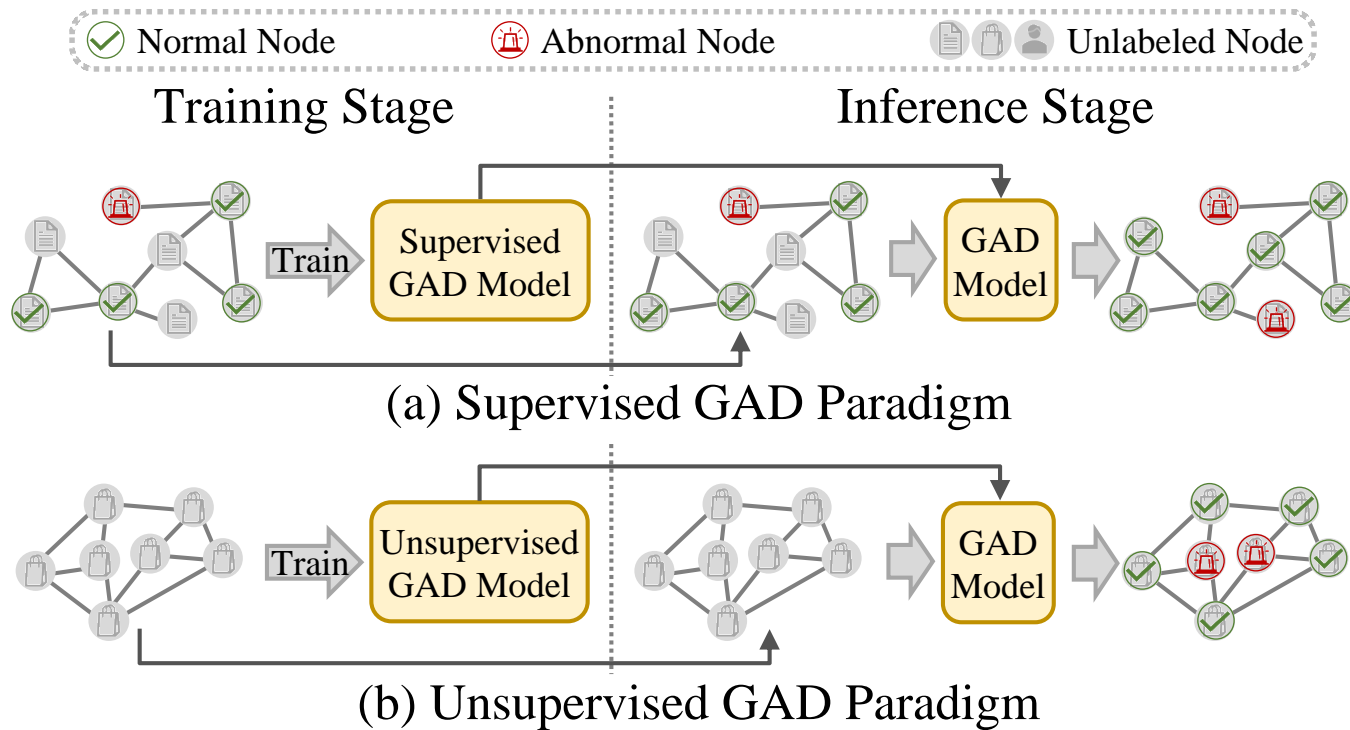 Normal Node
Abnormal Node
Unlabeled Node
Training Stage
Inference Stage
Train
Supervised
GAD Model
GAD
Model
(a) Supervised GAD Paradigm
Train
Unsupervised
GAD Model
GAD
Model
(b) Unsupervised GAD Paradigm